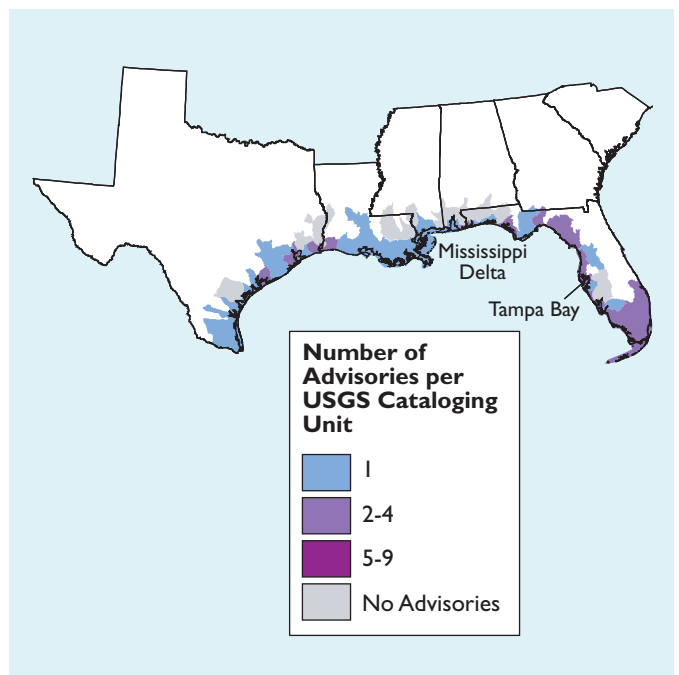 Mississippi
Delta
Tampa Bay
Number of
Advisories per
USGS Cataloging
Unit
1
2-4
5-9
No Advisories